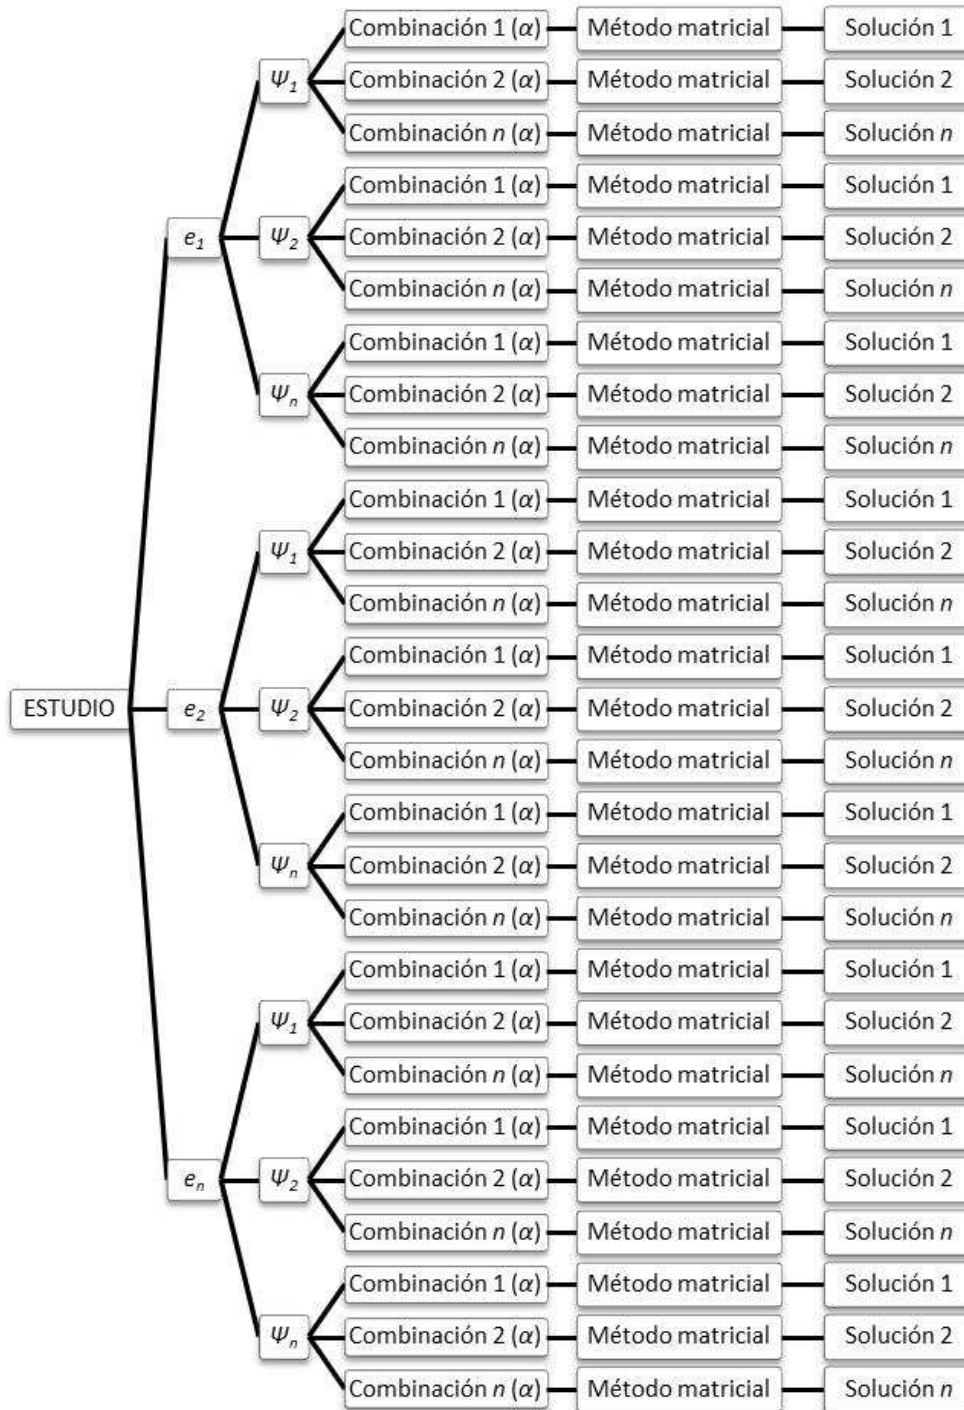 Combinación 1 (α) Método matricial Solución 1
Ψ1 Combinación 2 (α) Método matricial Solución 2
Combinación n (α) Método matricial Solución n
Combinación 1 (α) Método matricial Solución 1
e1 Ψ2 Combinación 2 (α) Método matricial Solución 2
Combinación n (α) Método matricial Solución n
Combinación 1 (α) Método matricial Solución 1
Ψn Combinación 2 (α) Método matricial Solución 2
Combinación n (α) Método matricial Solución n
Combinación 1 (α) Método matricial Solución 1
Ψ1 Combinación 2 (α) Método matricial Solución 2
Combinación n (α) Método matricial Solución n
Combinación 1 (α) Método matricial Solución 1
ESTUDIO e2 Ψ2 Combinación 2 (α) Método matricial Solución 2
Combinación n (α) Método matricial Solución n
Combinación 1 (α) Método matricial Solución 1
Ψn Combinación 2 (α) Método matricial Solución 2
Combinación n (α) Método matricial Solución n
Combinación 1 (α) Método matricial Solución 1
Ψ1 Combinación 2 (α) Método matricial Solución 2
Combinación n (α) Método matricial Solución n
Combinación 1 (α) Método matricial Solución 1
en Ψ2 Combinación 2 (α) Método matricial Solución 2
Combinación n (α) Método matricial Solución n
Combinación 1 (α) Método matricial Solución 1
Ψn Combinación 2 (α) Método matricial Solución 2
Combinación n (α) Método matricial Solución n